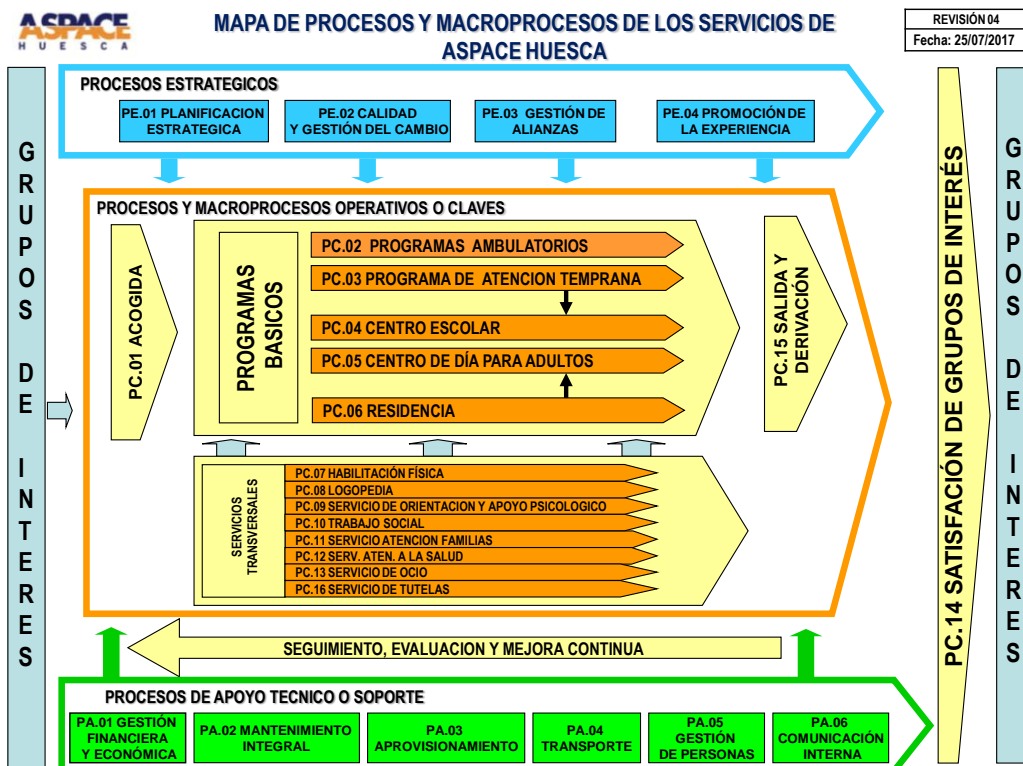 ASPACE
HUESCA
MAPA DE PROCESOS Y MACROPROCESOS DE LOS SERVICIOS DE
ASPACE HUESCA
REVISIÓN 04
Fecha: 25/07/2017
GRUPOS DE INTERES
PROCESOS ESTRATEGICOS
PE.01 PLANIFICACION
ESTRATEGICA
PE.02 CALIDAD
Y GESTIÓN DEL CAMBIO
PE.03 GESTIÓN DE
ALIANZAS
PE.04 PROMOCIÓN DE
LA EXPERIENCIA
PROCESOS Y MACROPROCESOS OPERATIVOS O CLAVES
PC.01 ACOGIDA
PROGRAMAS
BASICOS
PC.02 PROGRAMAS AMBULATORIOS
PC.03 PROGRAMA DE ATENCION TEMPRANA
PC.04 CENTRO ESCOLAR
PC.05 CENTRO DE DÍA PARA ADULTOS
PC.06 RESIDENCIA
PC.15 SALIDA Y
DERIVACIÓN
SERVICIOS
TRANSVERSALES
PC.07 HABILITACIÓN FÍSICA
PC.08 LOGOPEDIA
PC.09 SERVICIO DE ORIENTACION Y APOYO PSICOLOGICO
PC.10 TRABAJO SOCIAL
PC.11 SERVICIO ATENCION FAMILIAS
PC.12 SERV. ATEN. A LA SALUD
PC.13 SERVICIO DE OCIO
PC.16 SERVICIO DE TUTELAS
SEGUIMIENTO, EVALUACION Y MEJORA CONTINUA
PROCESOS DE APOYO TECNICO O SOPORTE
PA.01 GESTIÓN
FINANCIERA
Y ECONÓMICA
PA.02 MANTENIMIENTO
INTEGRAL
PA.03
APROVISIONAMIENTO
PA.04
TRANSPORTE
PA.05
GESTIÓN
DE PERSONAS
PA.06
COMUNICACIÓN
INTERNA
PC.14 SATISFACIÓN DE GRUPOS DE INTERÉS
GRUPOS DE INTERES